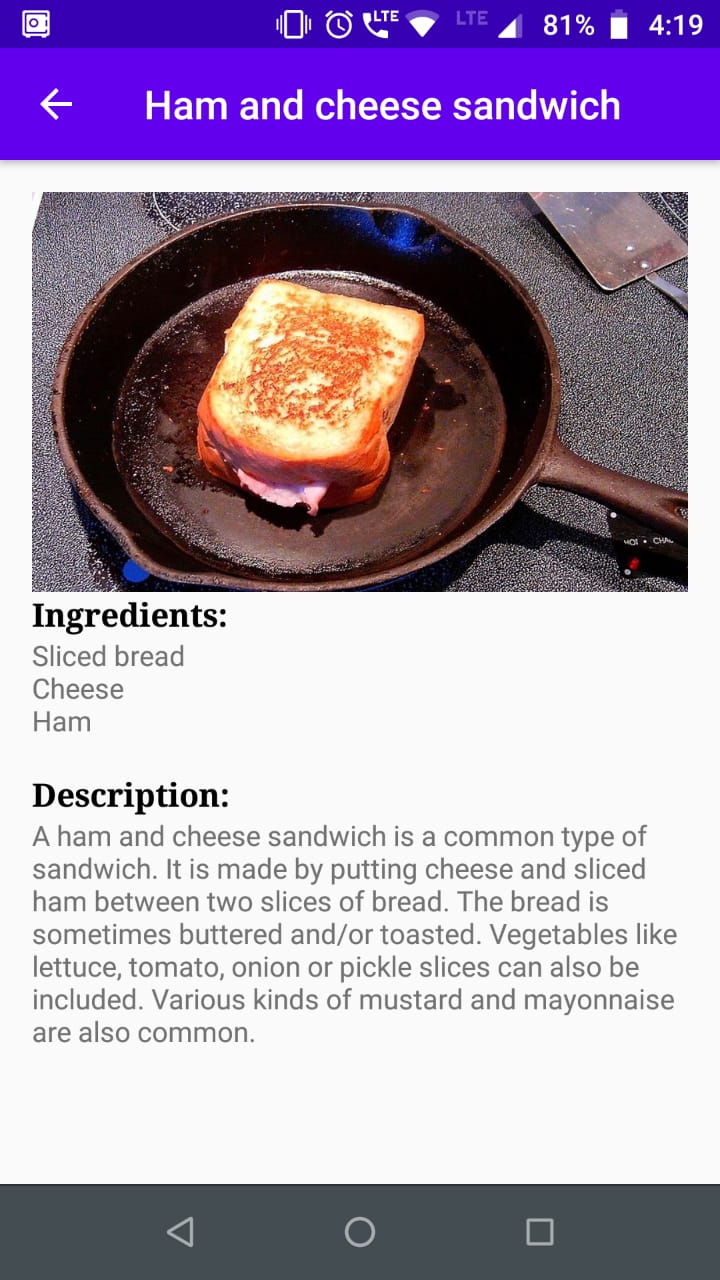 LTE LTE 81% 4:19
Ham and cheese sandwich
HOT • CHA
Ingredients:
Sliced bread
Cheese
Ham
Description:
A ham and cheese sandwich is a common type of
sandwich. It is made by putting cheese and sliced
ham between two slices of bread. The bread is
sometimes buttered and/or toasted. Vegetables like
lettuce, tomato, onion or pickle slices can also be
included. Various kinds of mustard and mayonnaise
are also common.